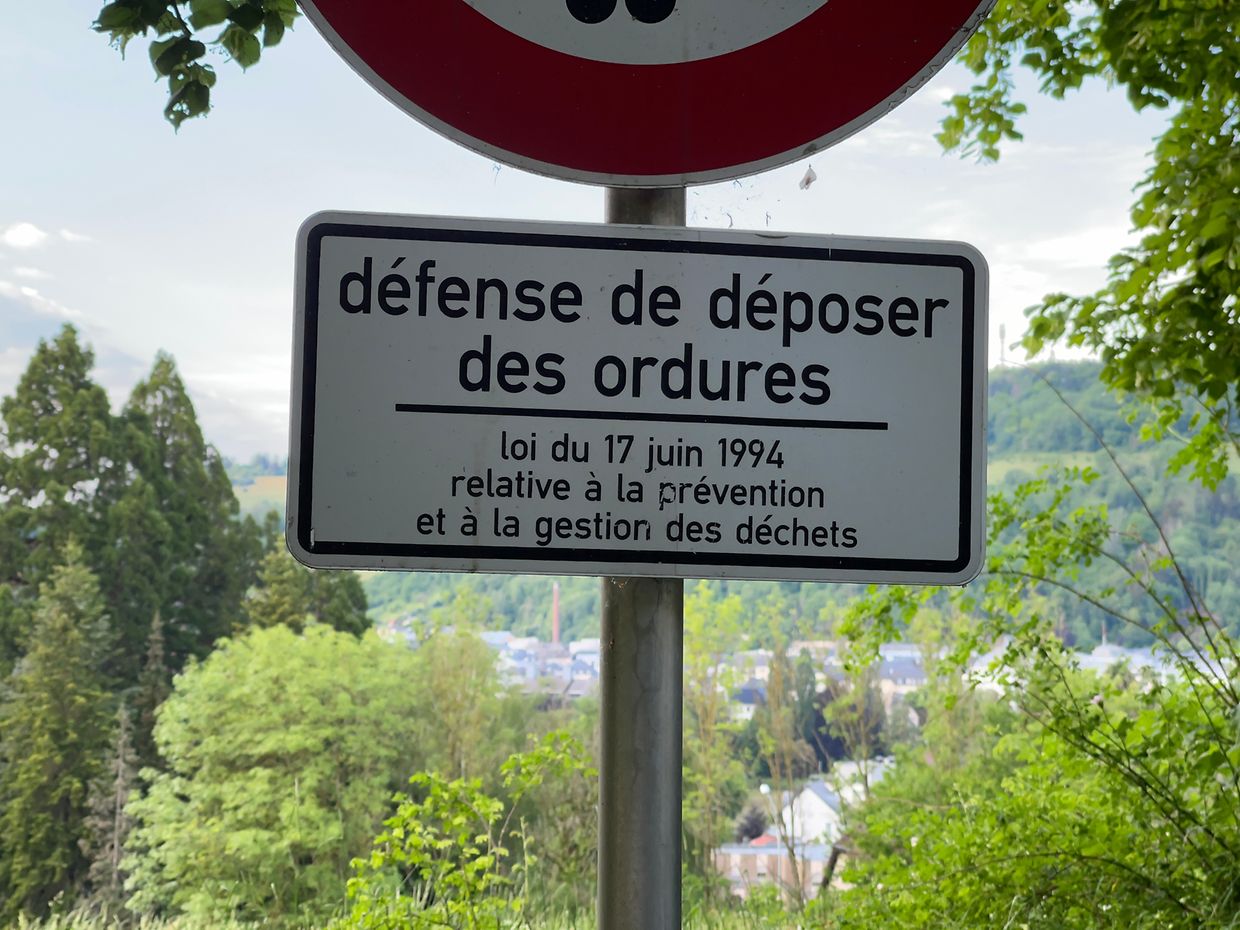 défense de déposer
des ordures
loi du 17 juin 1994
relative à la prévention
et à la gestion des déchets